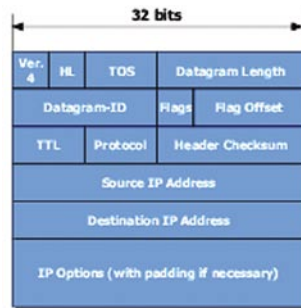 32 bits
Ver. 4 HL TOS Datagram Length
Datagram-ID Flags Flag Offset
TTL Protocol Header Checksum
Source IP Address
Destination IP Address
IP Options (with padding if necessary)